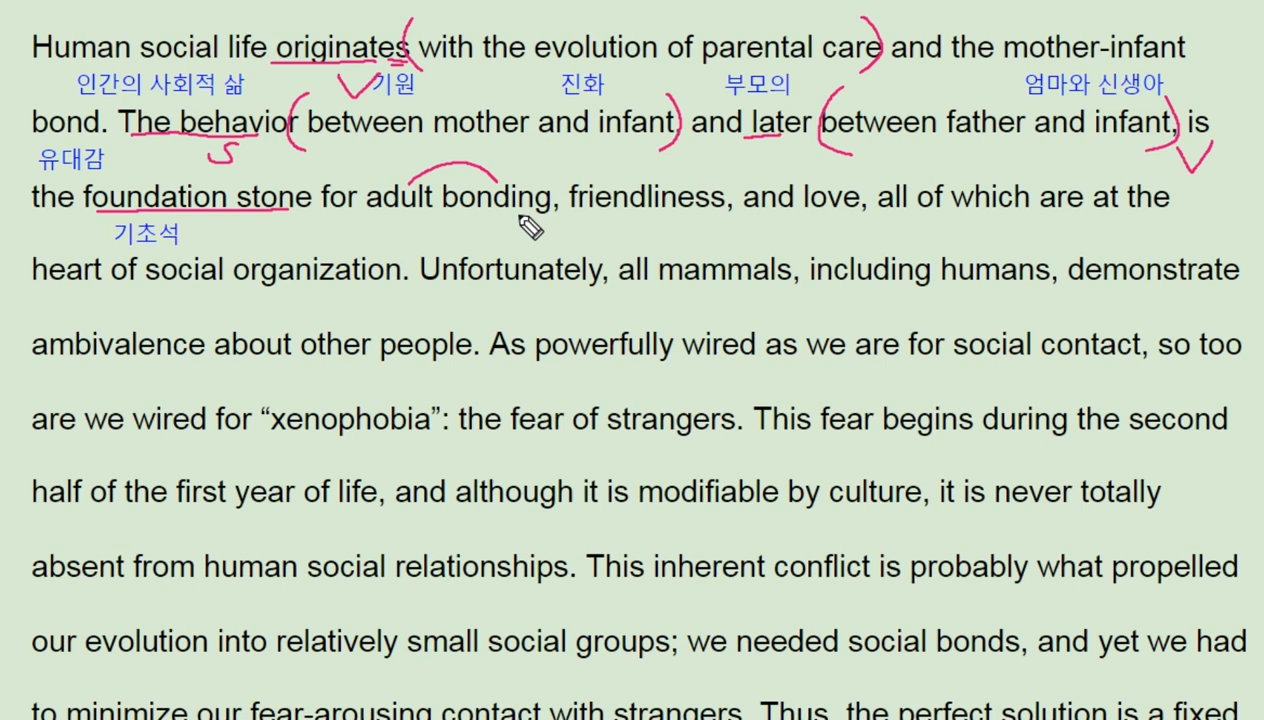 Human social life originates with the evolution of parental care and the mother-infant
인간의 사회적 삶 기원 진화 부모의 엄마와 신생아
bond. The behavior between mother and infant, and later between father and infant, is
유대감 S
the foundation stone for adult bonding, friendliness, and love, all of which are at the
기초석
heart of social organization. Unfortunately, all mammals, including humans, demonstrate
ambivalence about other people. As powerfully wired as we are for social contact, so too
are we wired for “xenophobia”: the fear of strangers. This fear begins during the second
half of the first year of life, and although it is modifiable by culture, it is never totally
absent from human social relationships. This inherent conflict is probably what propelled
our evolution into relatively small social groups; we needed social bonds, and yet we had
to minimize our fear-arousing contact with strangers. Thus, the perfect solution is a fixed